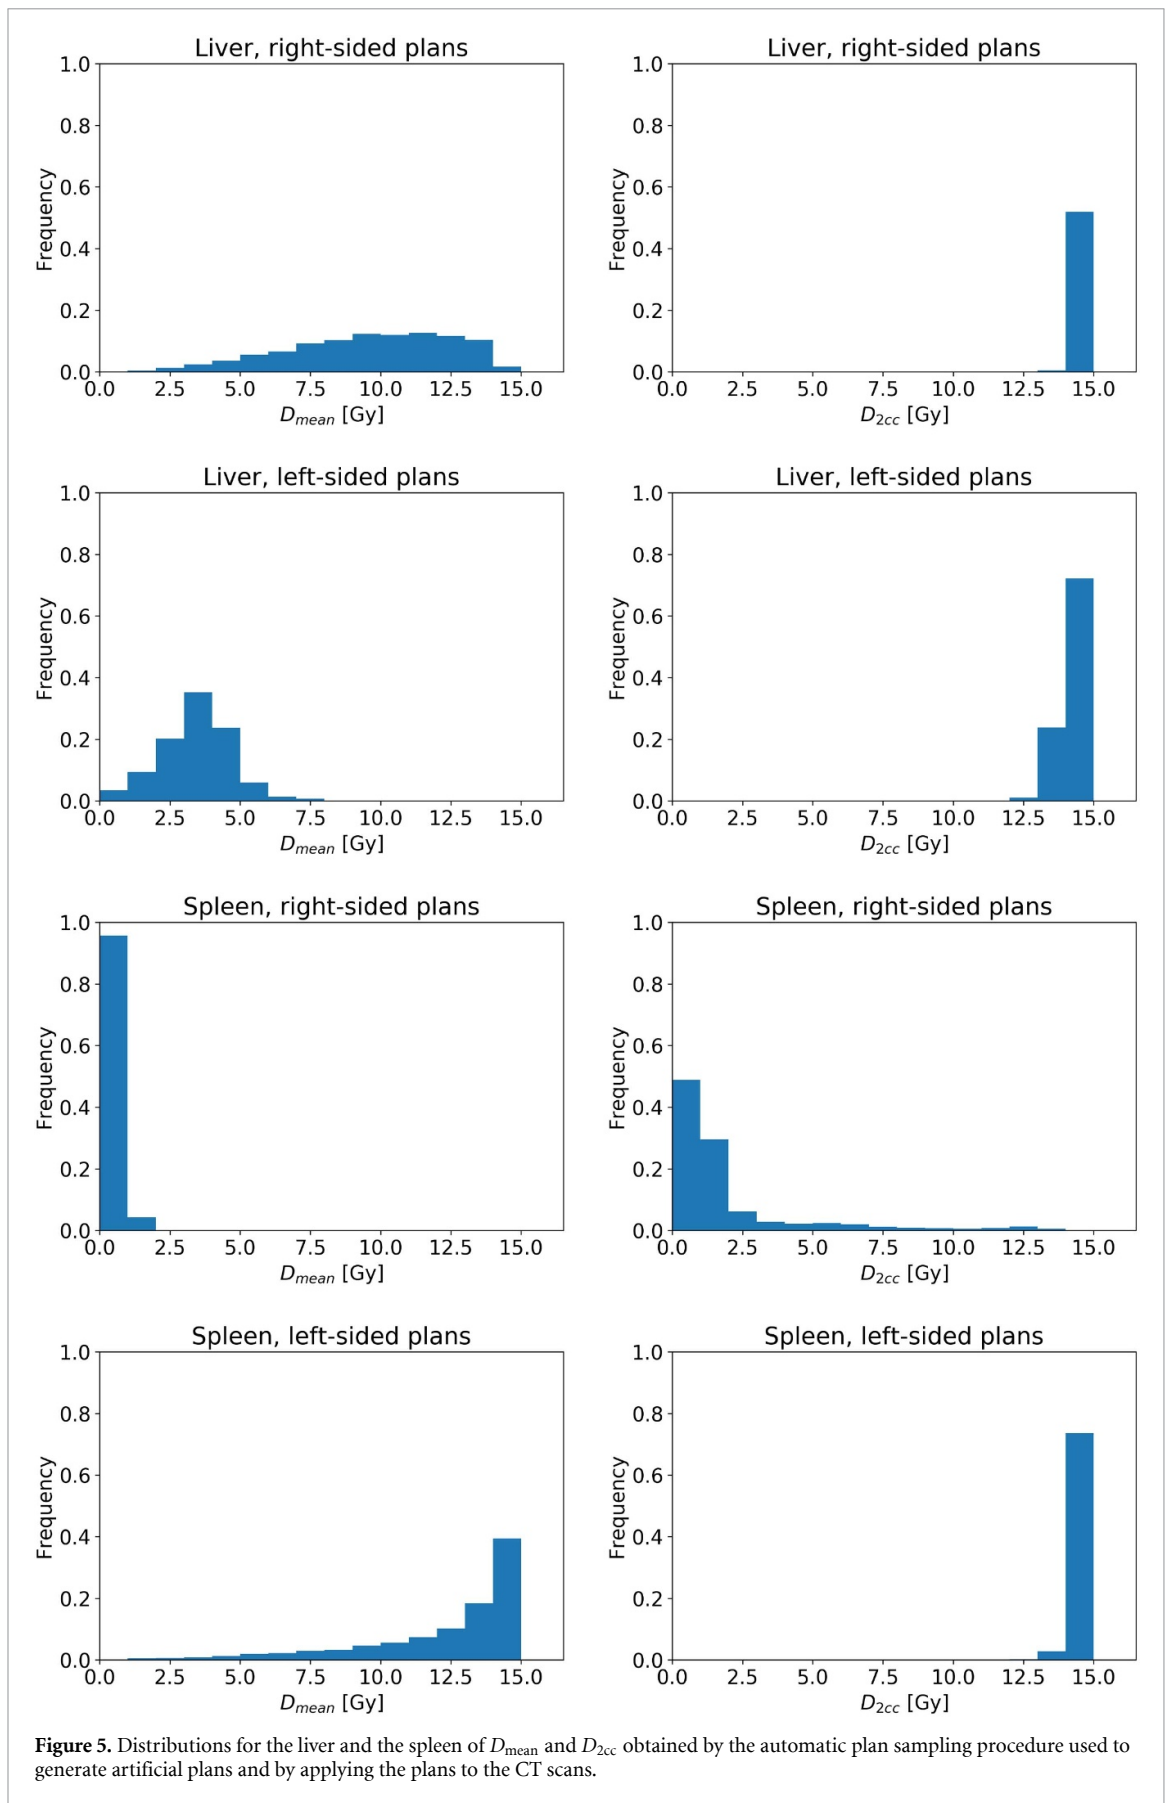 Liver, right-sided plans
1.0
0.8
0.6
0.4
0.2
0.0
Frequency
0.0 2.5 5.0 7.5 10.0 12.5 15.0
D_mean [Gy]
Liver, right-sided plans
1.0
0.8
0.6
0.4
0.2
0.0
Frequency
0.0 2.5 5.0 7.5 10.0 12.5 15.0
D_2cc [Gy]
Liver, left-sided plans
1.0
0.8
0.6
0.4
0.2
0.0
Frequency
0.0 2.5 5.0 7.5 10.0 12.5 15.0
D_mean [Gy]
Liver, left-sided plans
1.0
0.8
0.6
0.4
0.2
0.0
Frequency
0.0 2.5 5.0 7.5 10.0 12.5 15.0
D_2cc [Gy]
Spleen, right-sided plans
1.0
0.8
0.6
0.4
0.2
0.0
Frequency
0.0 2.5 5.0 7.5 10.0 12.5 15.0
D_mean [Gy]
Spleen, right-sided plans
1.0
0.8
0.6
0.4
0.2
0.0
Frequency
0.0 2.5 5.0 7.5 10.0 12.5 15.0
D_2cc [Gy]
Spleen, left-sided plans
1.0
0.8
0.6
0.4
0.2
0.0
Frequency
0.0 2.5 5.0 7.5 10.0 12.5 15.0
D_mean [Gy]
Spleen, left-sided plans
1.0
0.8
0.6
0.4
0.2
0.0
Frequency
0.0 2.5 5.0 7.5 10.0 12.5 15.0
D_2cc [Gy]
Figure 5. Distributions for the liver and the spleen of D_mean and D_2cc obtained by the automatic plan sampling procedure used to
generate artificial plans and by applying the plans to the CT scans.